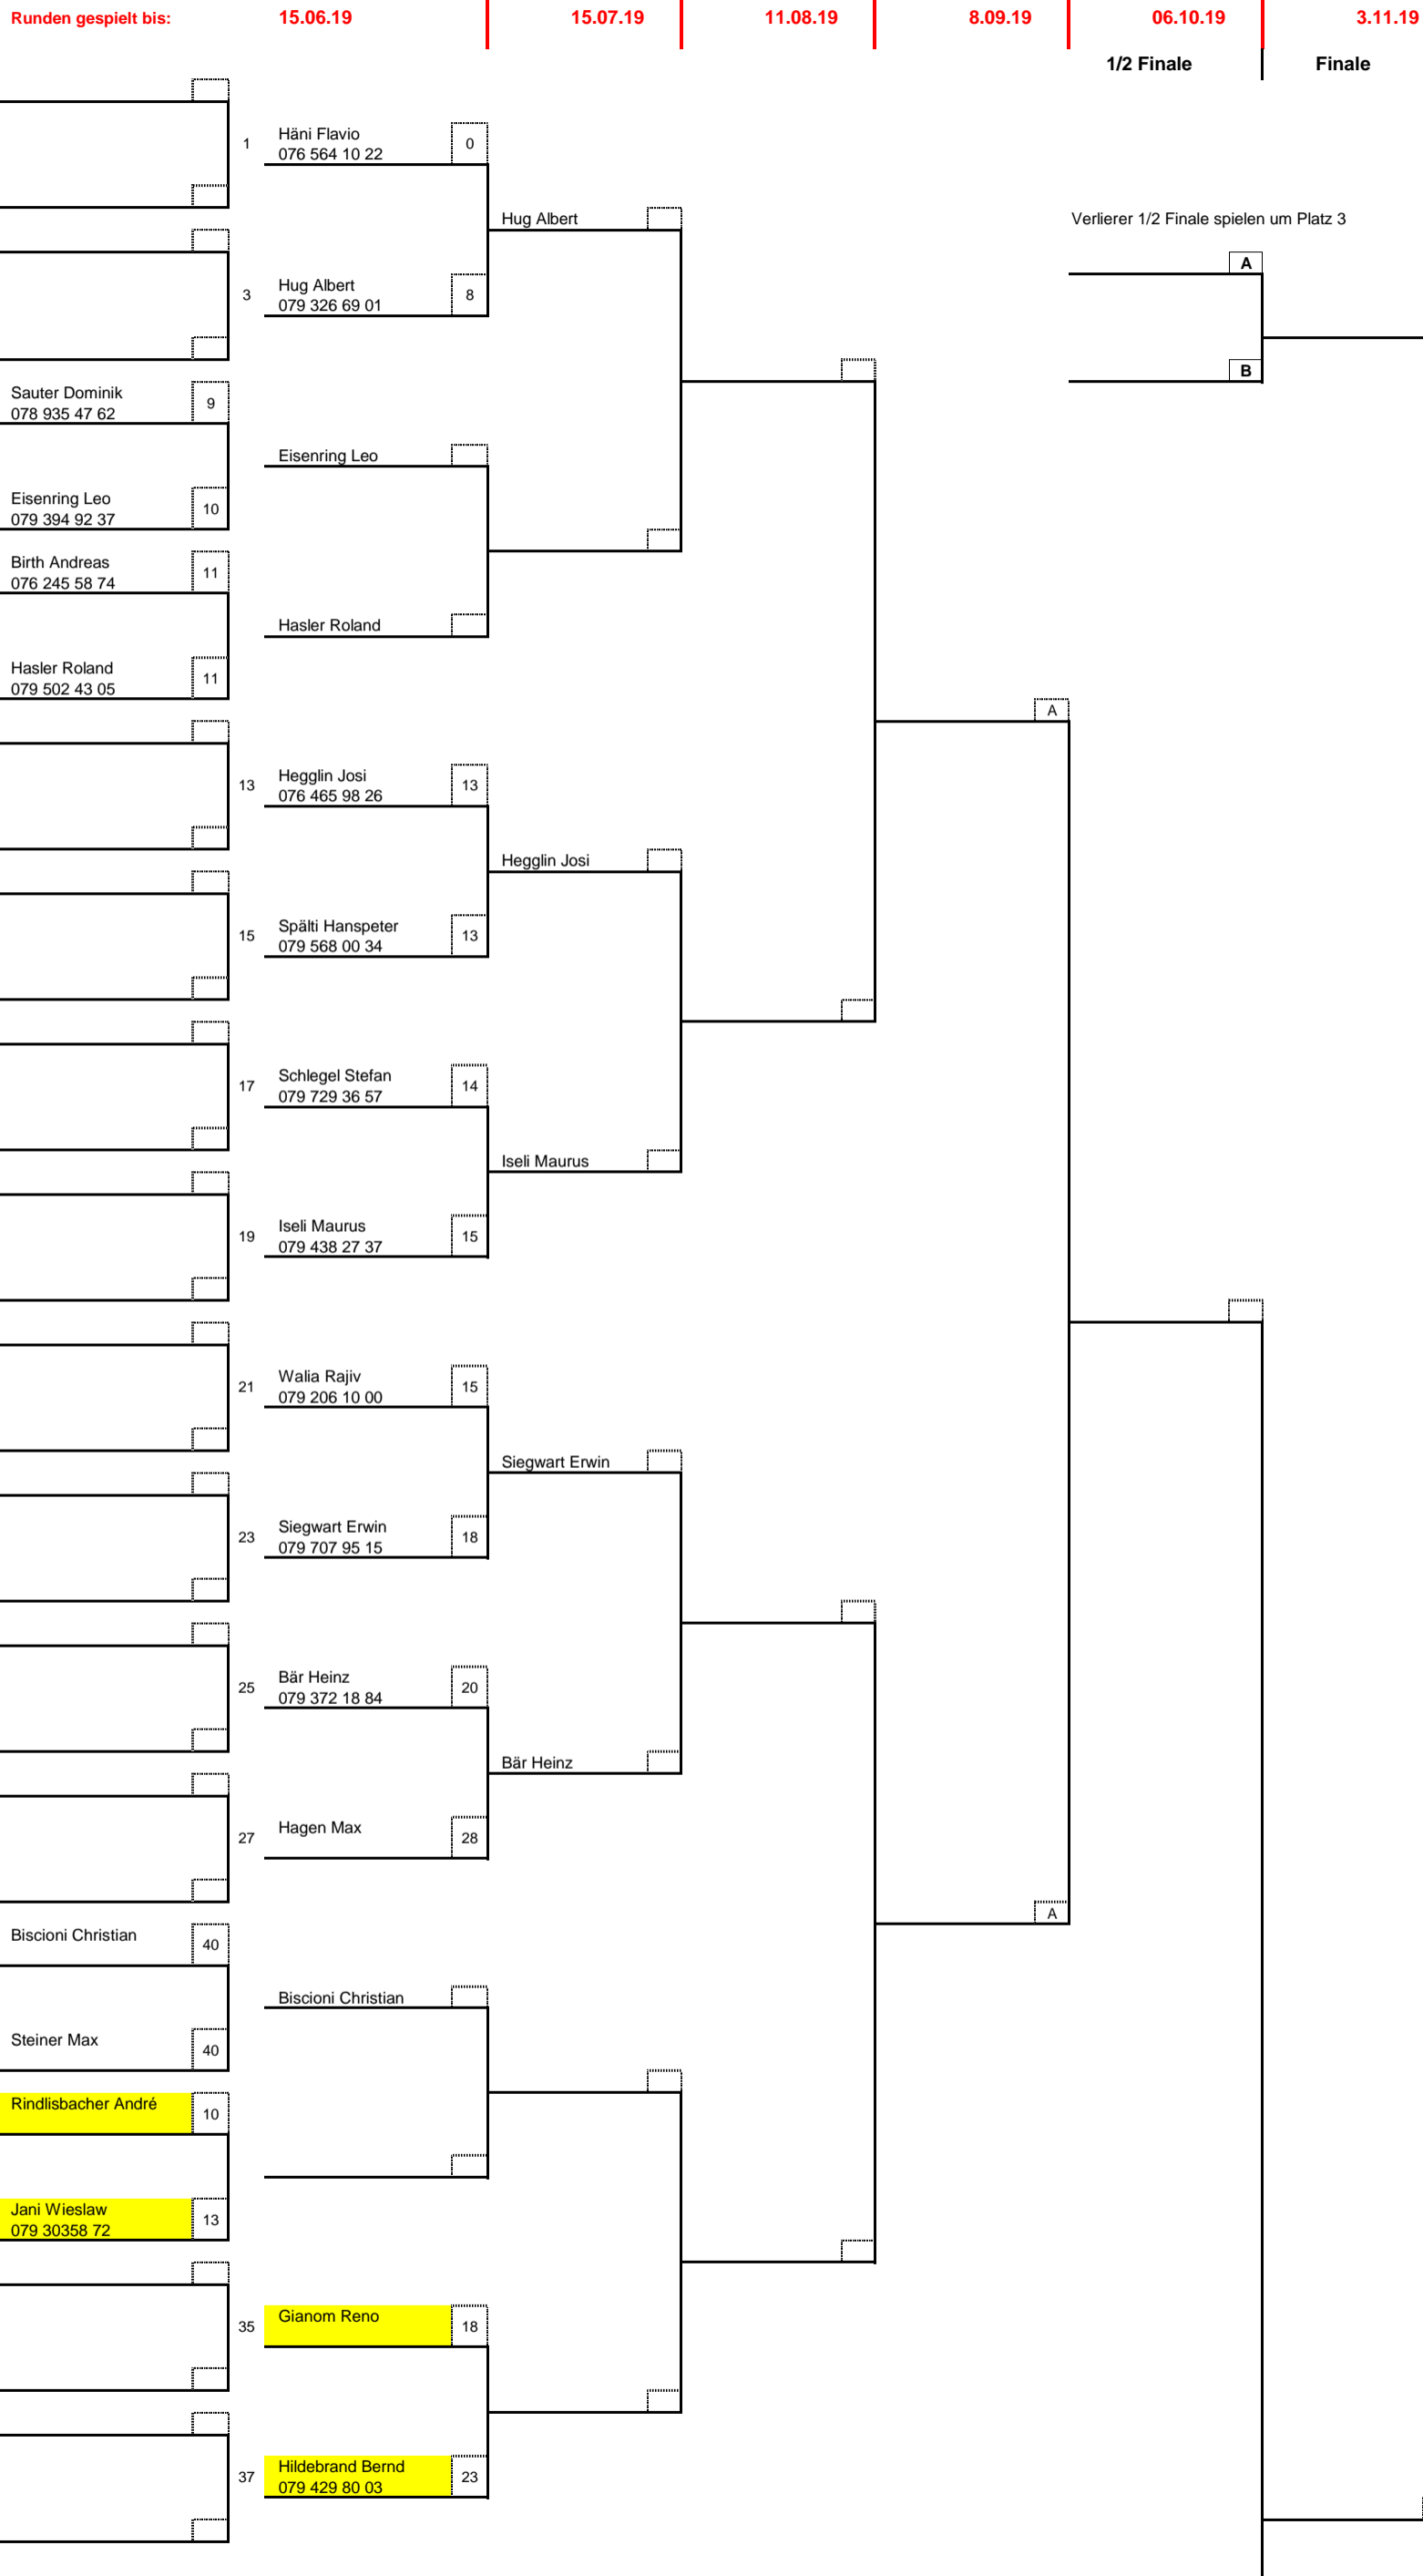 Runden gespielt bis: 15.06.19 15.07.19 11.08.19 8.09.19 06.10.19 3.11.19
1/2 Finale Finale
1 Häni Flavio 0
076 564 10 22
Hug Albert
Verlierer 1/2 Finale spielen um Platz 3
A
3 Hug Albert 8
079 326 69 01
B
Sauter Dominik 9
078 935 47 62
Eisenring Leo
Eisenring Leo 10
079 394 92 37
Birth Andreas 11
076 245 58 74
Hasler Roland
Hasler Roland 11
079 502 43 05
A
13 Hegglin Josi 13
076 465 98 26
Hegglin Josi
15 Spälti Hanspeter 13
079 568 00 34
17 Schlegel Stefan 14
079 729 36 57
Iseli Maurus
19 Iseli Maurus 15
079 438 27 37
21 Walia Rajiv 15
079 206 10 00
Siegwart Erwin
23 Siegwart Erwin 18
079 707 95 15
25 Bär Heinz 20
079 372 18 84
Bär Heinz
27 Hagen Max 28
A
Biscioni Christian 40
Biscioni Christian
Steiner Max 40
Rindlisbacher André 10
Jani Wieslaw 13
079 30358 72
35 Gianom Reno 18
37 Hildebrand Bernd 23
079 429 80 03